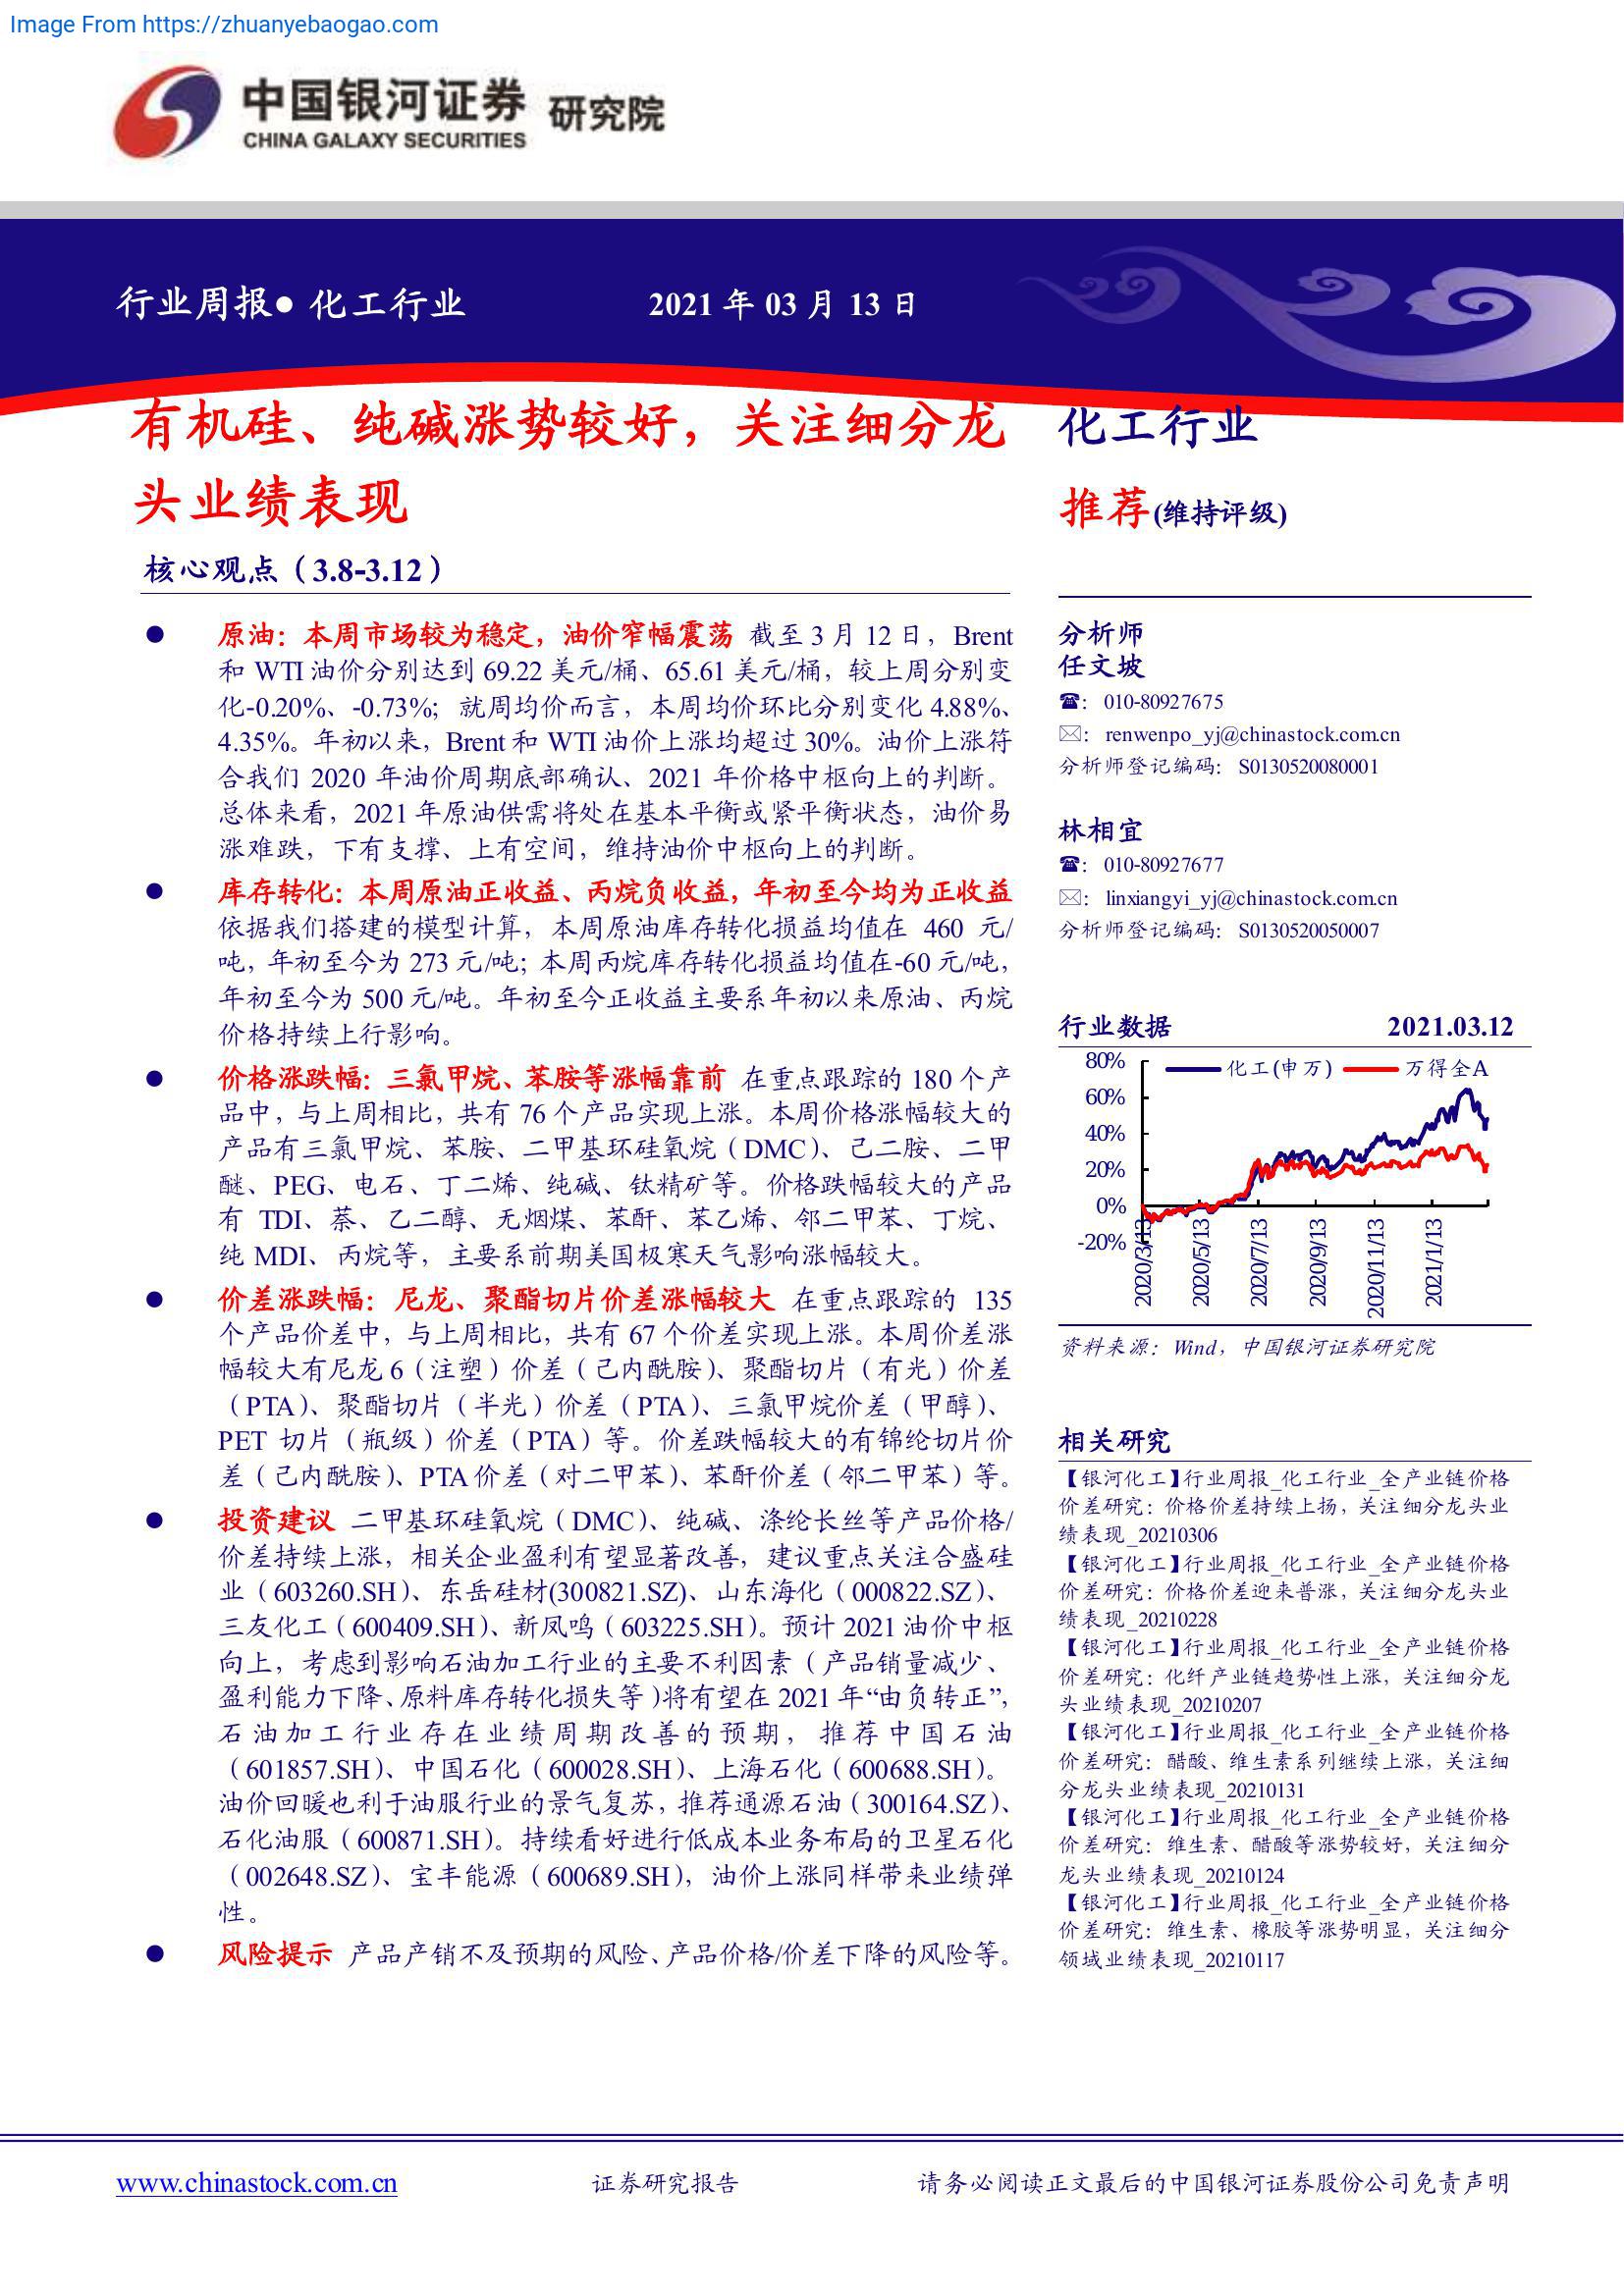 Image From https://zhuanyebaogao.com
中国银河证券 研究院
CHINA GALAXY SECURITIES
行业周报● 化工行业
2021 年 03 月 13 日
有机硅、纯碱涨势较好，关注细分龙
头业绩表现
核心观点（3.8-3.12）
● 原油：本周市场较为稳定，油价窄幅震荡 截至 3 月 12 日，Brent
和 WTI 油价分别达到 69.22 美元/桶、65.61 美元/桶，较上周分别变
化-0.20%、-0.73%；就周均价而言，本周均价环比分别变化 4.88%、
4.35%。年初以来，Brent 和 WTI 油价上涨均超过 30%。油价上涨符
合我们 2020 年油价周期底部确认、2021 年价格中枢向上的判断。
总体来看，2021 年原油供需将处在基本平衡或紧平衡状态，油价易
涨难跌，下有支撑、上有空间，维持油价中枢向上的判断。
● 库存转化：本周原油正收益、丙烷负收益，年初至今均为正收益
依据我们搭建的模型计算，本周原油库存转化损益均值在 460 元/
吨，年初至今为 273 元/吨；本周丙烷库存转化损益均值在-60 元/吨，
年初至今为 500 元/吨。年初至今正收益主要系年初以来原油、丙烷
价格持续上行影响。
● 价格涨跌幅：三氯甲烷、苯胺等涨幅靠前 在重点跟踪的 180 个产
品中，与上周相比，共有 76 个产品实现上涨。本周价格涨幅较大的
产品有三氯甲烷、苯胺、二甲基环硅氧烷（DMC）、己二胺、二甲
醚、PEG、电石、丁二烯、纯碱、钛精矿等。价格跌幅较大的产品
有 TDI、萘、乙二醇、无烟煤、苯酐、苯乙烯、邻二甲苯、丁烷、
纯 MDI、丙烷等，主要系前期美国极寒天气影响涨幅较大。
● 价差涨跌幅：尼龙、聚酯切片价差涨幅较大 在重点跟踪的 135
个产品价差中，与上周相比，共有 67 个价差实现上涨。本周价差涨
幅较大有尼龙 6（注塑）价差（己内酰胺）、聚酯切片（有光）价差
（PTA）、聚酯切片（半光）价差（PTA）、三氯甲烷价差（甲醇）、
PET 切片（瓶级）价差（PTA）等。价差跌幅较大的有锦纶切片价
差（己内酰胺）、PTA 价差（对二甲苯）、苯酐价差（邻二甲苯）等。
● 投资建议 二甲基环硅氧烷（DMC）、纯碱、涤纶长丝等产品价格/
价差持续上涨，相关企业盈利有望显著改善，建议重点关注合盛硅
业（603260.SH）、东岳硅材(300821.SZ)、山东海化（000822.SZ）、
三友化工（600409.SH）、新凤鸣（603225.SH）。预计 2021 油价中枢
向上，考虑到影响石油加工行业的主要不利因素（产品销量减少、
盈利能力下降、原料库存转化损失等）将有望在 2021 年“由负转正”，
石油加工行业存在业绩周期改善的预期，推荐中国石油
（601857.SH）、中国石化（600028.SH）、上海石化（600688.SH）。
油价回暖也利于油服行业的景气复苏，推荐通源石油（300164.SZ）、
石化油服（600871.SH）。持续看好进行低成本业务布局的卫星石化
（002648.SZ）、宝丰能源（600689.SH），油价上涨同样带来业绩弹
性。
● 风险提示 产品产销不及预期的风险、产品价格/价差下降的风险等。
化工行业
推荐(维持评级)
分析师
任文坡
☎： 010-80927675
✉： renwenpo_yj@chinastock.com.cn
分析师登记编码： S0130520080001
林相宜
☎： 010-80927677
✉： linxiangyi_yj@chinastock.com.cn
分析师登记编码： S0130520050007
行业数据 2021.03.12
化工(申万) 万得全A
80%
60%
40%
20%
0%
-20%
2020/3/13
2020/5/13
2020/7/13
2020/9/13
2020/11/13
2021/1/13
资料来源：Wind，中国银河证券研究院
相关研究
【银河化工】行业周报_化工行业_全产业链价格
价差研究：价格价差持续上扬，关注细分龙头业
绩表现_20210306
【银河化工】行业周报_化工行业_全产业链价格
价差研究：价格价差迎来普涨，关注细分龙头业
绩表现_20210228
【银河化工】行业周报_化工行业_全产业链价格
价差研究：化纤产业链趋势性上涨，关注细分龙
头业绩表现_20210207
【银河化工】行业周报_化工行业_全产业链价格
价差研究：醋酸、维生素系列继续上涨，关注细
分龙头业绩表现_20210131
【银河化工】行业周报_化工行业_全产业链价格
价差研究：维生素、醋酸等涨势较好，关注细分
龙头业绩表现_20210124
【银河化工】行业周报_化工行业_全产业链价格
价差研究：维生素、橡胶等涨势明显，关注细分
领域业绩表现_20210117
www.chinastock.com.cn
证券研究报告
请务必阅读正文最后的中国银河证券股份公司免责声明